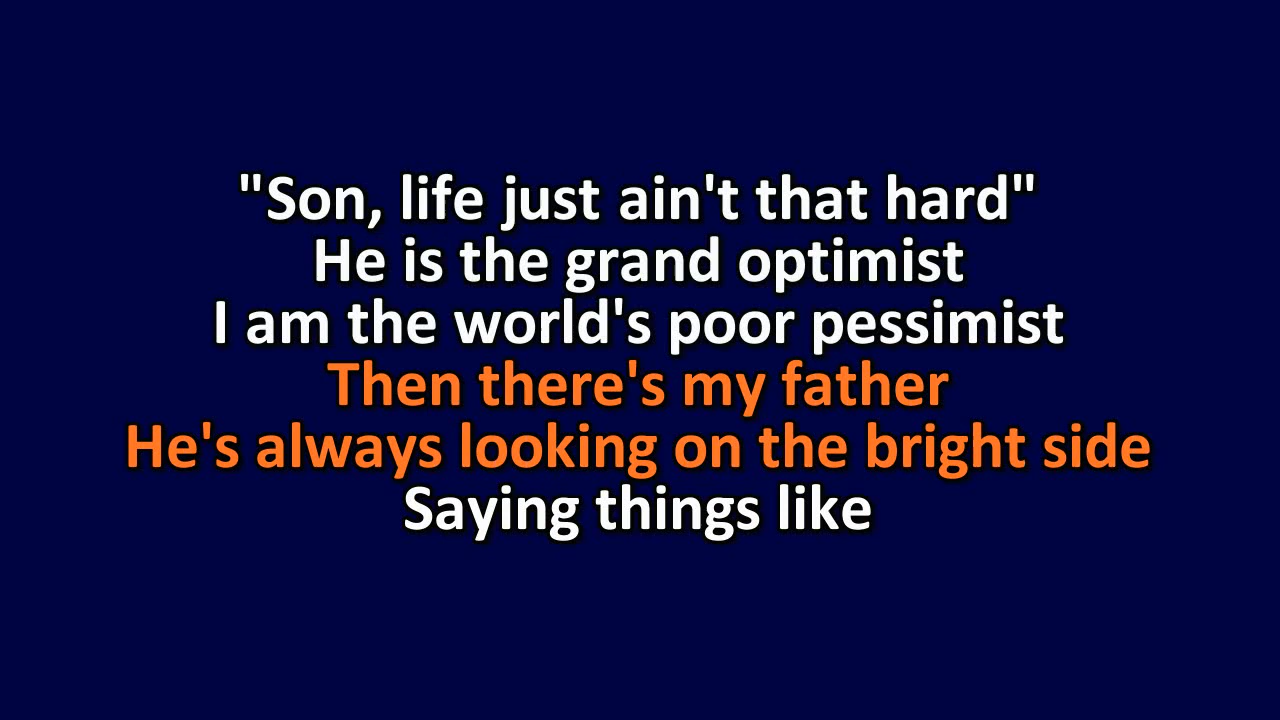 "Son, life just ain't that hard"
He is the grand optimist
I am the world's poor pessimist
Then there's my father
He's always looking on the bright side
Saying things like